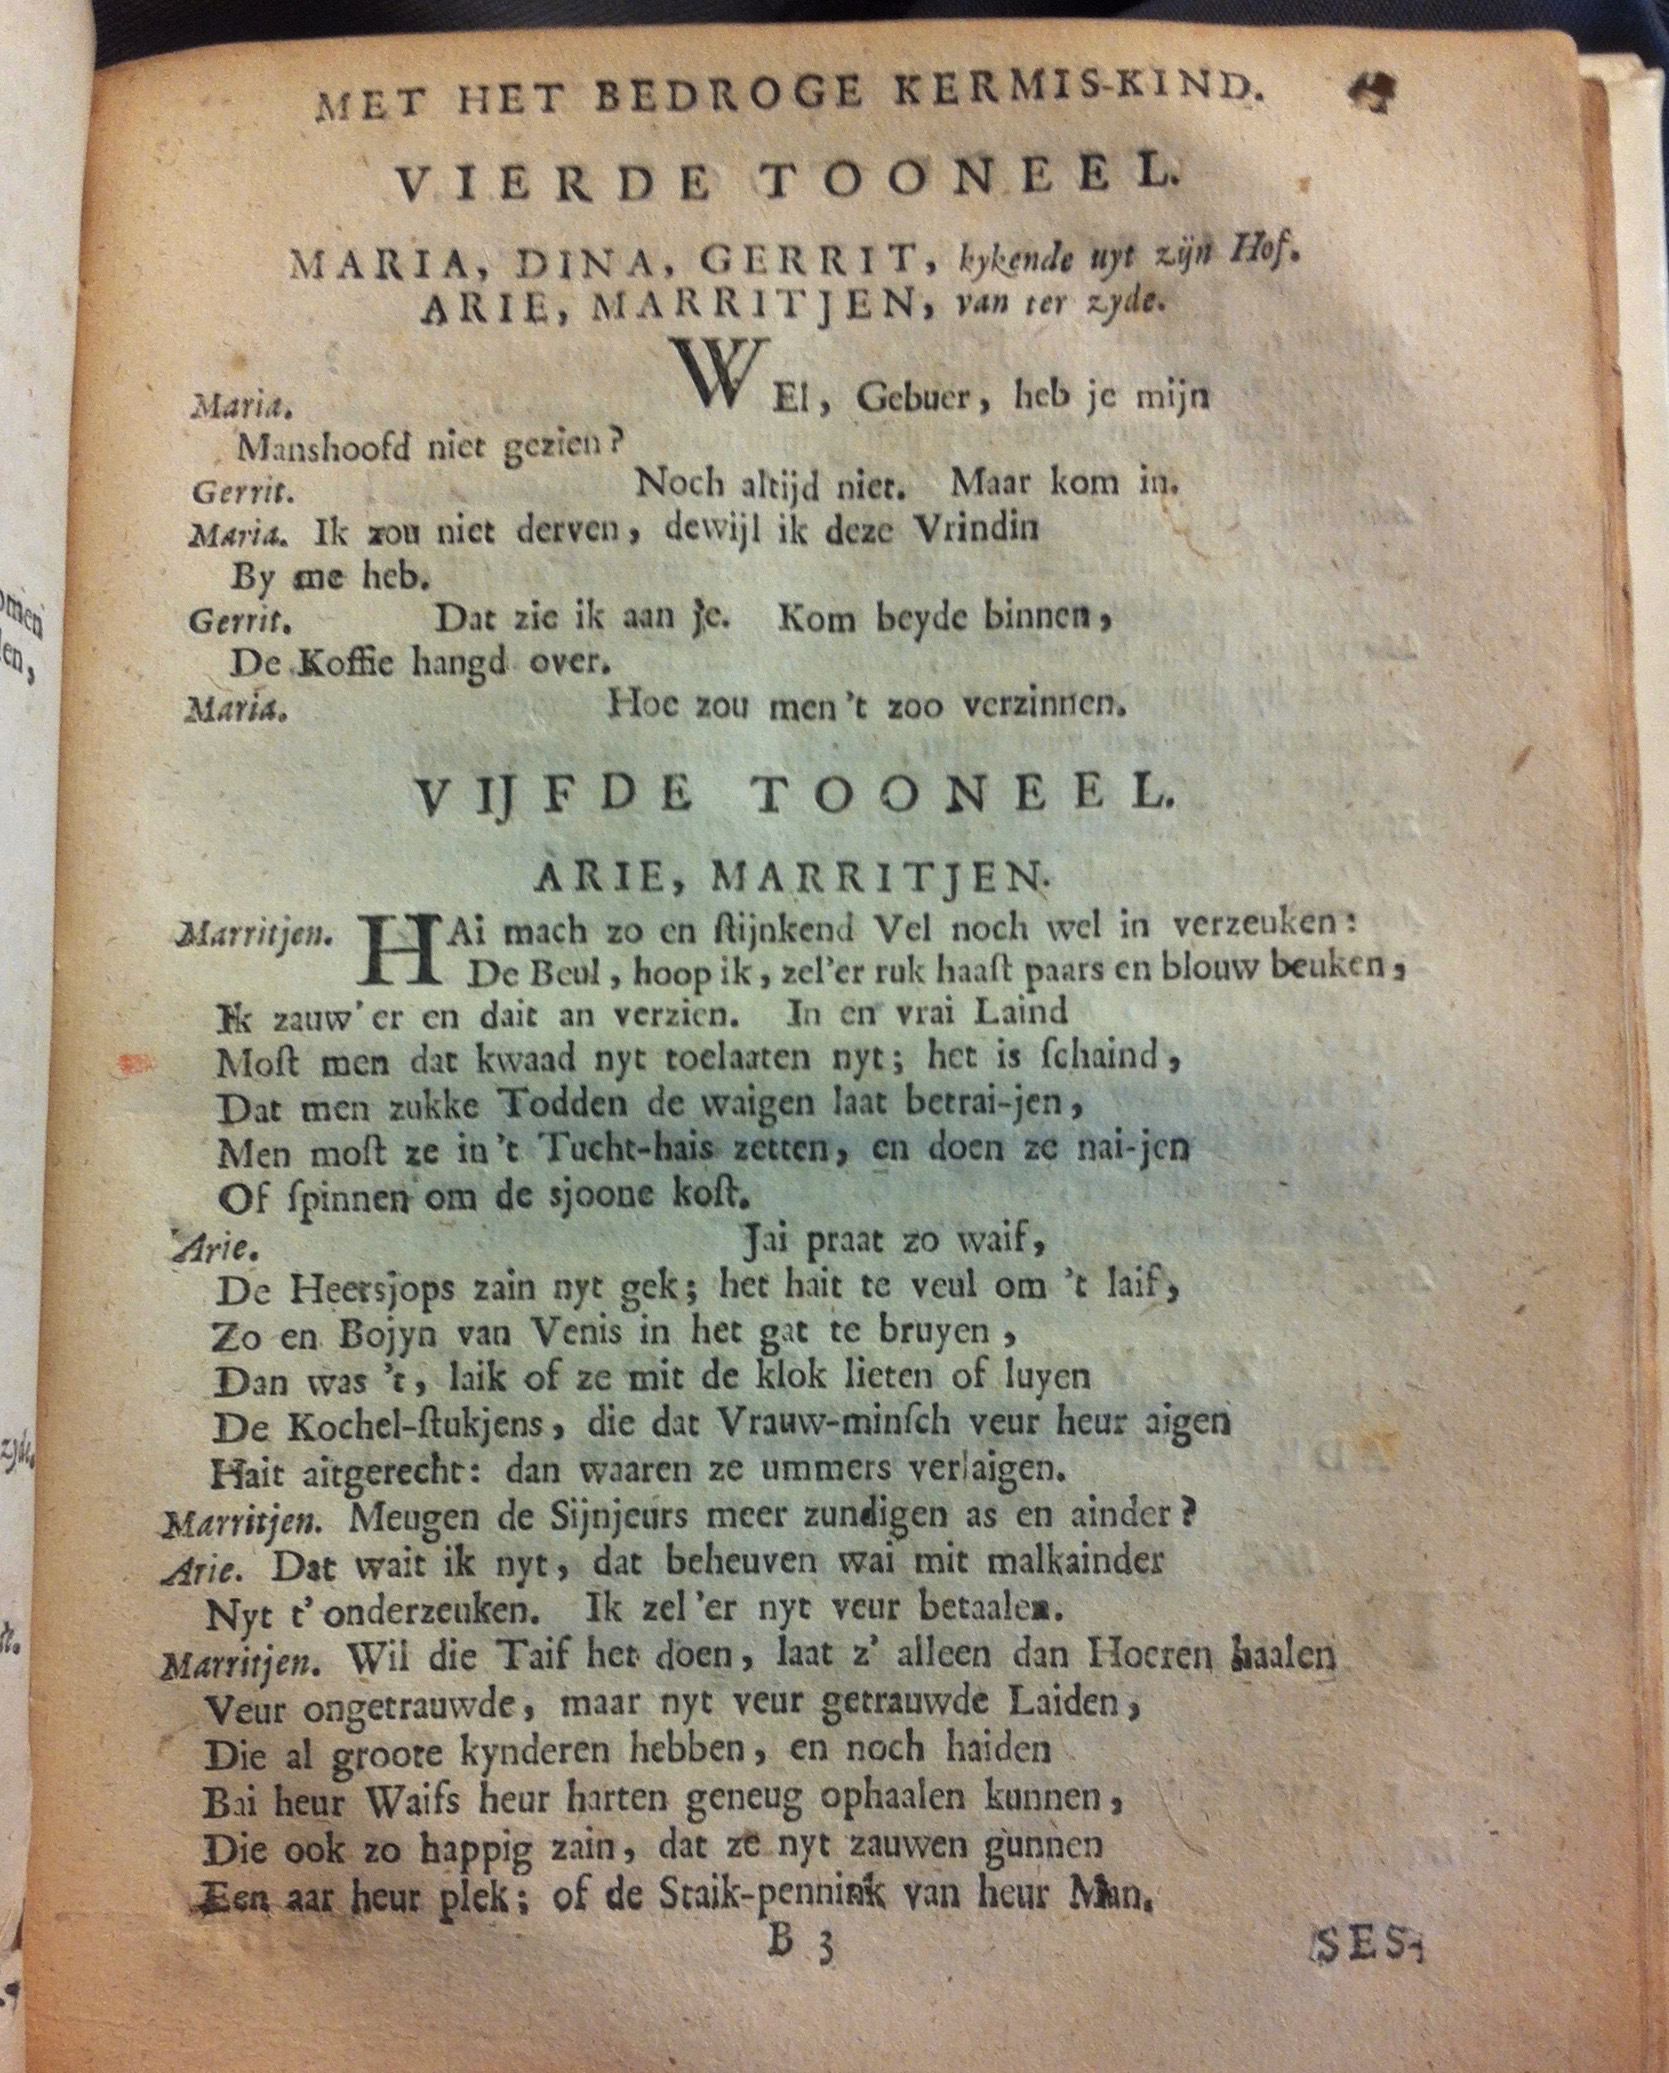 MET HET BEDROGE KERMIS-KIND.
VIERDE TOONEEL.
MARIA, DINA, GERRIT, kykende uyt zijn Hof.
ARIE, MARRITJEN, van ter zyde.
Maria. WEl, Gebuer, heb je mijn
Manshoofd niet gezien?
Gerrit. Noch altijd niet. Maar kom in.
Maria. Ik zou niet derven, dewijl ik deze Vrindin
By me heb.
Gerrit. Dat zie ik aan je. Kom beyde binnen,
De Koffie hangd over.
Maria. Hoe zou men 't zoo verzinnen.
VIJFDE TOONEEL.
ARIE, MARRITJEN.
Marritjen. HAi mach zo en ſtijnkend Vel noch wel in verzeuken:
De Beul, hoop ik, zel'er ruk haaſt paars en blouw beuken,
Ik zauw'er en dait an verzien. In en vrai Laind
Moſt men dat kwaad nyt toelaaten nyt; het is ſchaind,
Dat men zukke Todden de waigen laat betrai-jen,
Men moſt ze in 't Tucht-hais zetten, en doen ze nai-jen
Of ſpinnen om de sjoone koſt.
Arie. Jai praat zo waif,
De Heersjops zain nyt gek; het hait te veul om 't laif,
Zo en Bojyn van Venis in het gat te bruyen,
Dan was 't, laik of ze mit de klok lieten of luyen
De Kochel-ſtukjens, die dat Vrauw-minſch veur heur aigen
Hait aitgerecht: dan waaren ze ummers verlaigen.
Marritjen. Meugen de Sijnjeurs meer zundigen as en ainder?
Arie. Dat wait ik nyt, dat beheuven wai mit malkainder
Nyt t' onderzeuken. Ik zel'er nyt veur betaalen.
Marritjen. Wil die Taif het doen, laat z' alleen dan Hoeren haalen
Veur ongetrauwde, maar nyt veur getrauwde Laiden,
Die al groote kynderen hebben, en noch haiden
Bai heur Waifs heur harten geneug ophaalen kunnen,
Die ook zo happig zain, dat ze nyt zauwen gunnen
Een aar heur plek; of de Staik-pennink van heur Man.
B 3
SES-
omen
len,
zyde.